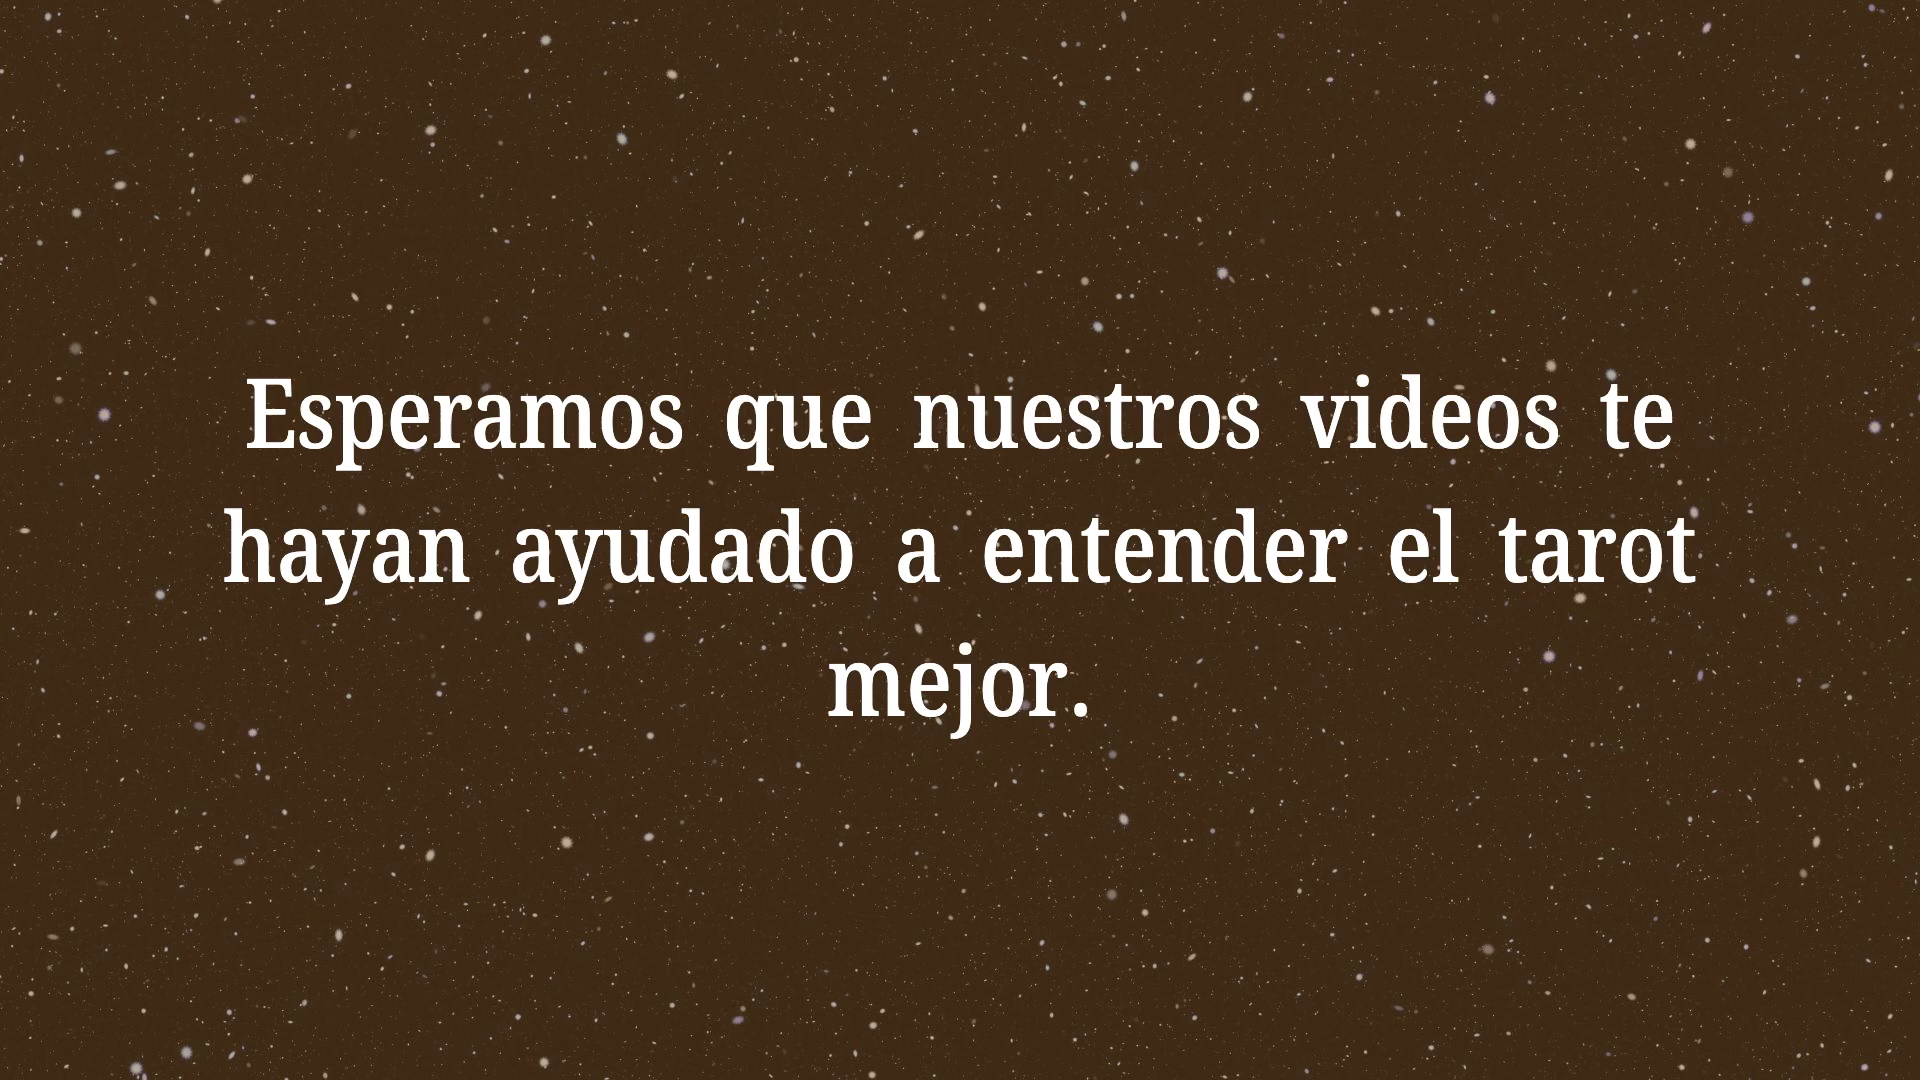 Esperamos que nuestros videos te
hayan ayudado a entender el tarot
mejor.